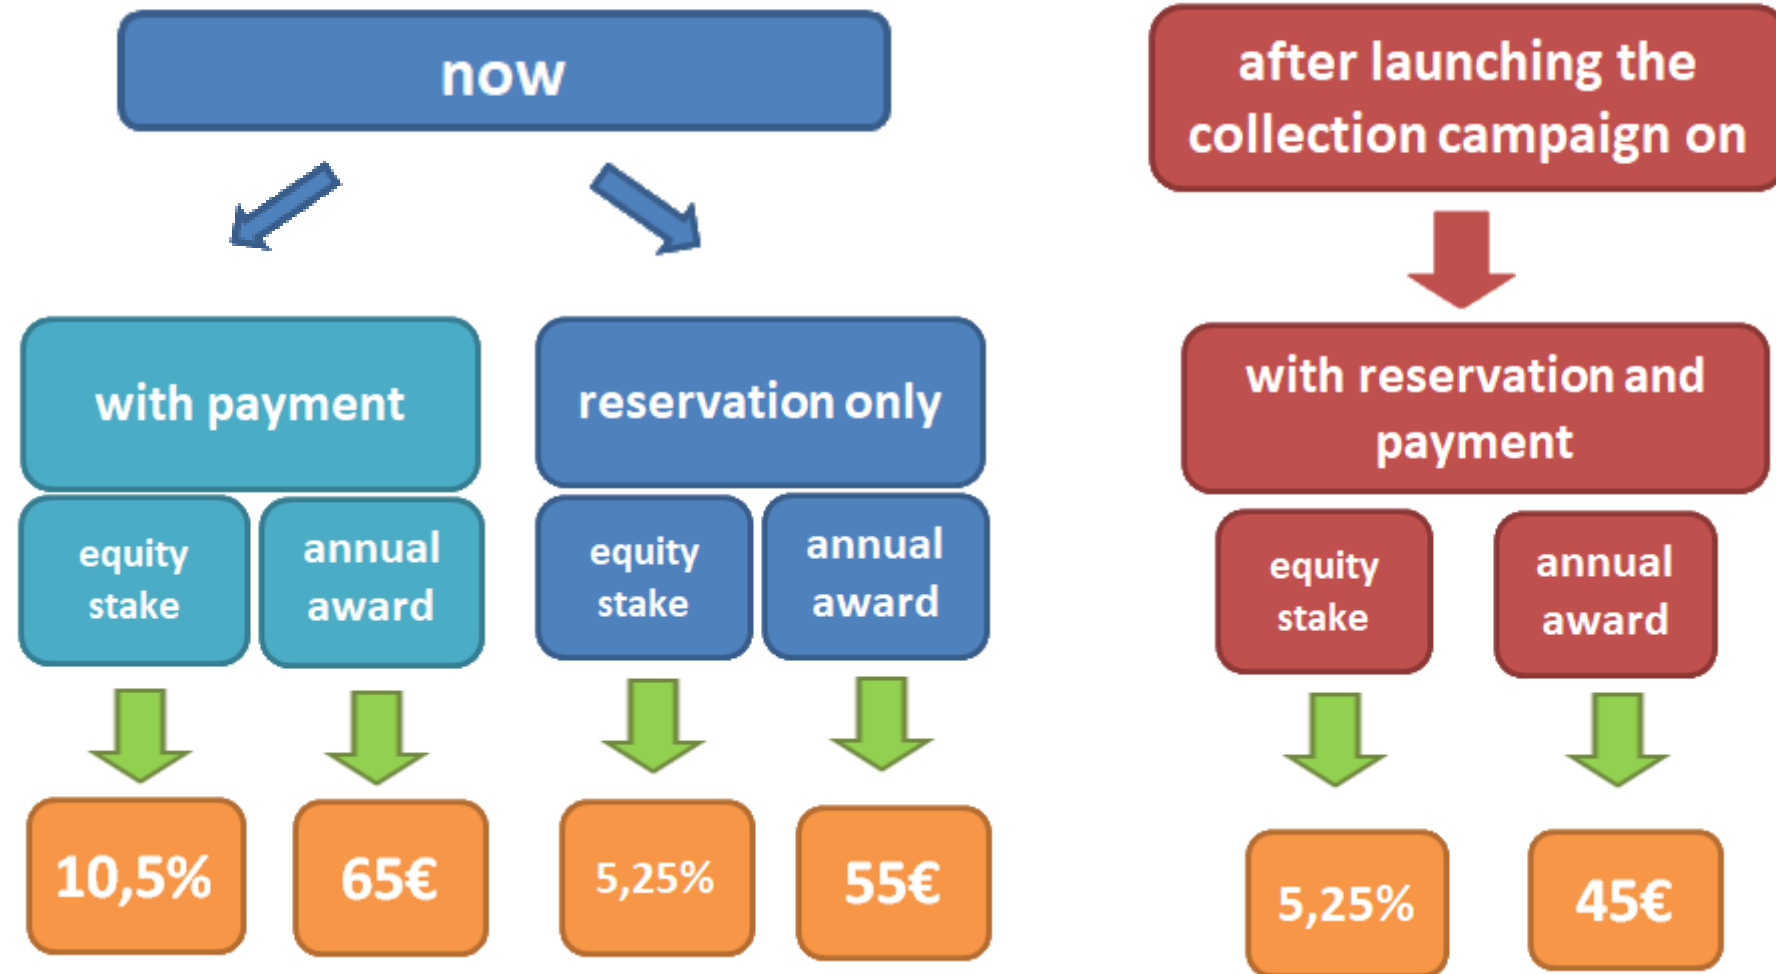 now
after launching the
collection campaign on
with payment
reservation only
with reservation and
payment
equity
stake
annual
award
equity
stake
annual
award
equity
stake
annual
award
10,5%
65€
5,25%
55€
5,25%
45€